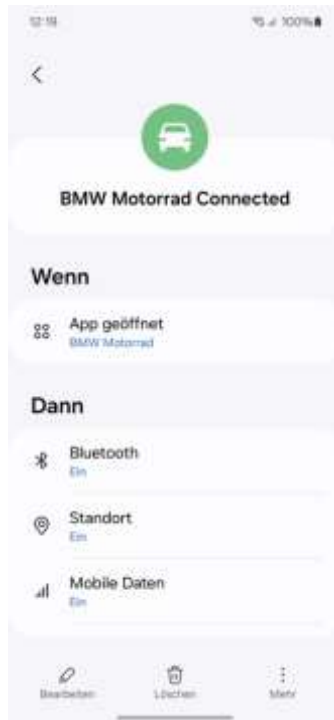 12:19
100%
BMW Motorrad Connected
Wenn
App geöffnet
BMW Motorrad
Dann
Bluetooth
Ein
Standort
Ein
Mobile Daten
Ein
Bearbeiten
Löschen
Mehr